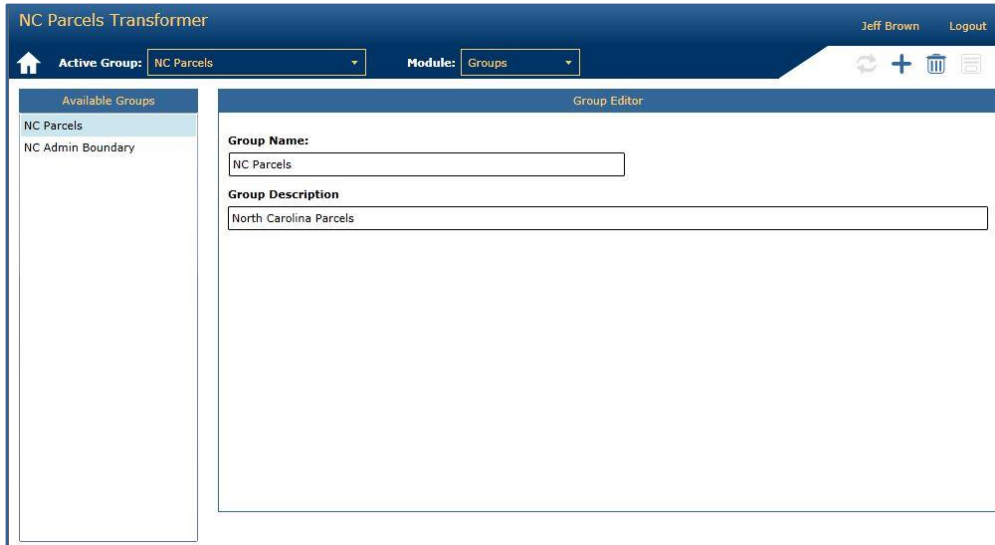 NC Parcels Transformer
Jeff Brown Logout
Active Group: NC Parcels Module: Groups
Available Groups
NC Parcels
NC Admin Boundary
Group Editor
Group Name:
NC Parcels
Group Description
North Carolina Parcels